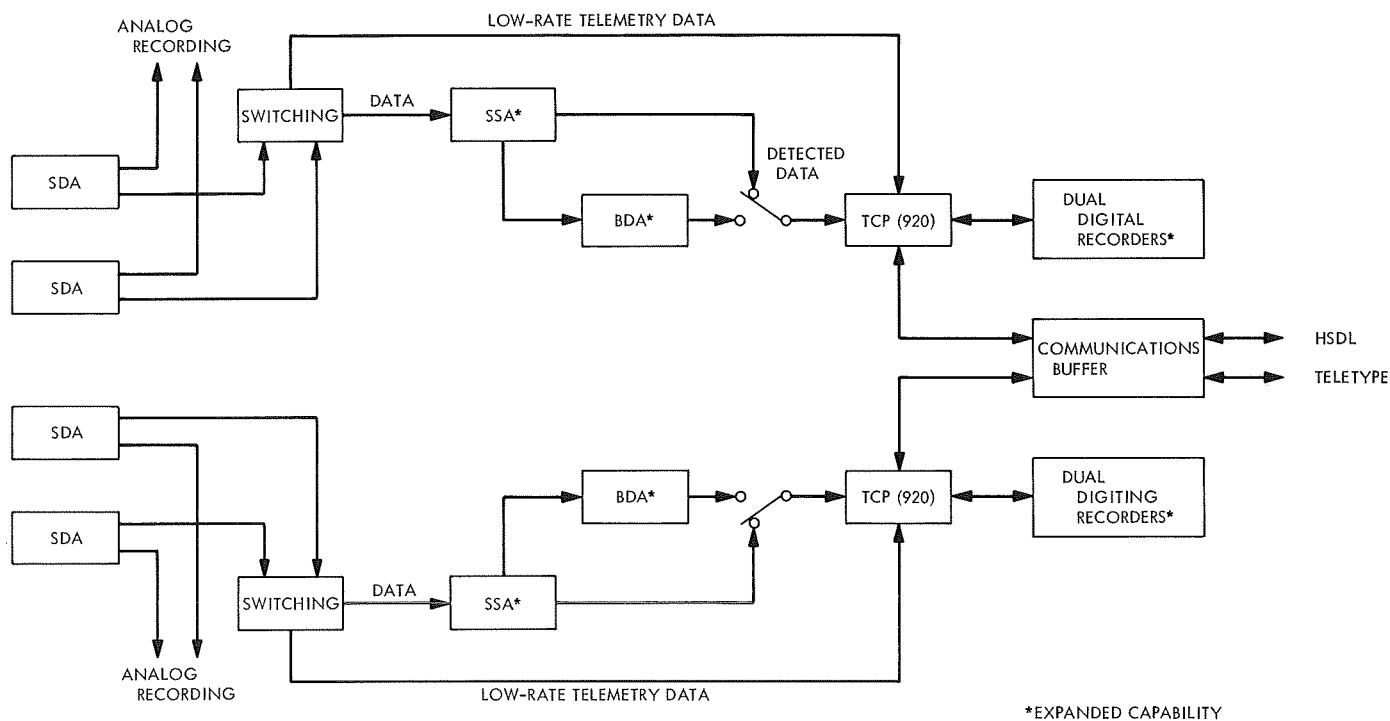 LOW-RATE TELEMETRY DATA
ANALOG
RECORDING
SWITCHING
DATA
SSA*
SDA
DETECTED
DATA
BDA*
TCP (920)
DUAL
DIGITAL
RECORDERS*
SDA
COMMUNICATIONS
BUFFER
HSDL
TELETYPE
SDA
BDA*
TCP (920)
DUAL
DIGITING
RECORDERS*
SDA
SWITCHING
DATA
SSA*
ANALOG
RECORDING
LOW-RATE TELEMETRY DATA
*EXPANDED CAPABILITY